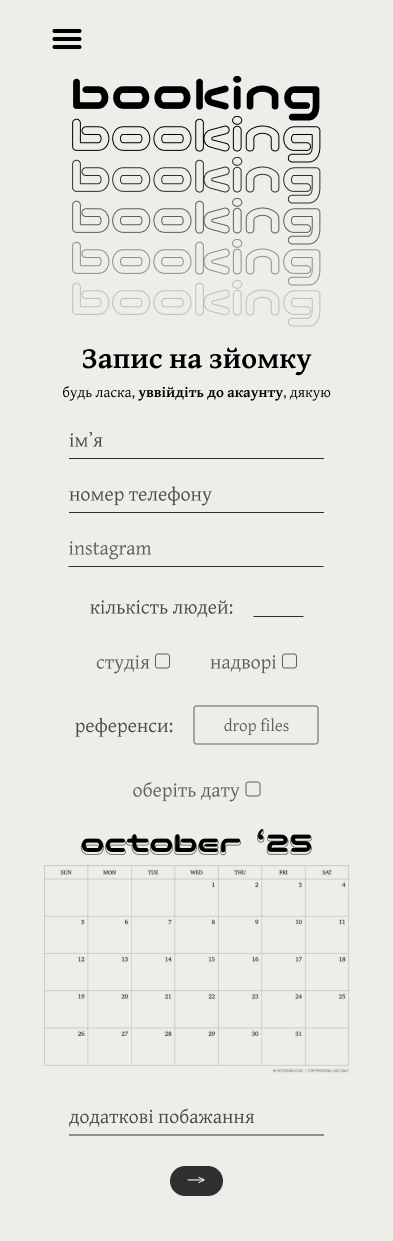 booking
booking
booking
booking
booking
booking
Запис на зйомку
будь ласка, уввійдіть до акаунту, дякую
ім’я
номер телефону
instagram
кількість людей:
студія надворі
референси: drop files
оберіть дату
october ‘25
SUN MON TUE WED THU FRI SAT
1 2 3 4
5 6 7 8 9 10 11
12 13 14 15 16 17 18
19 20 21 22 23 24 25
26 27 28 29 30 31
додаткові побажання
→